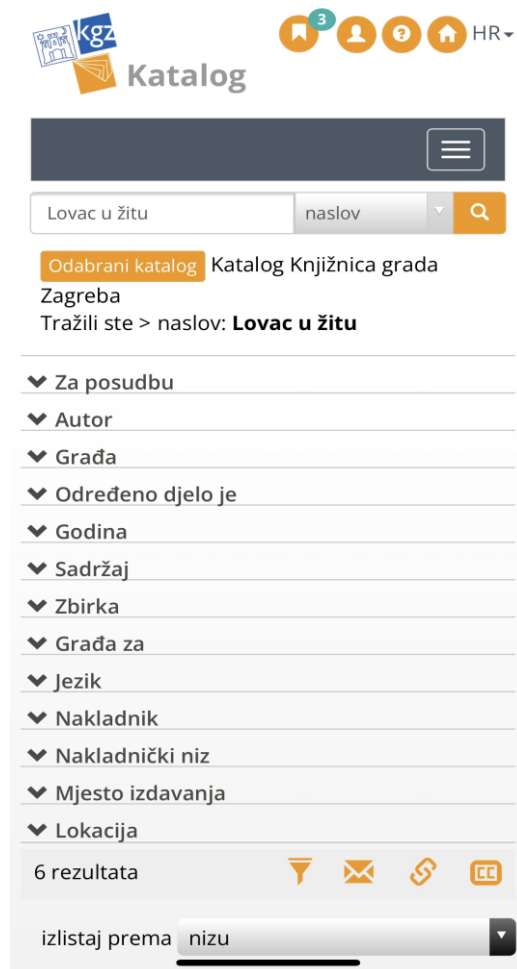 kgz
Katalog
3
HR
Lovac u žitu
naslov
Odabrani katalog Katalog Knjižnica grada
Zagreba
Tražili ste > naslov: Lovac u žitu
Za posudbu
Autor
Građa
Određeno djelo je
Godina
Sadržaj
Zbirka
Građa za
Jezik
Nakladnik
Nakladnički niz
Mjesto izdavanja
Lokacija
6 rezultata
CC
izlistaj prema nizu